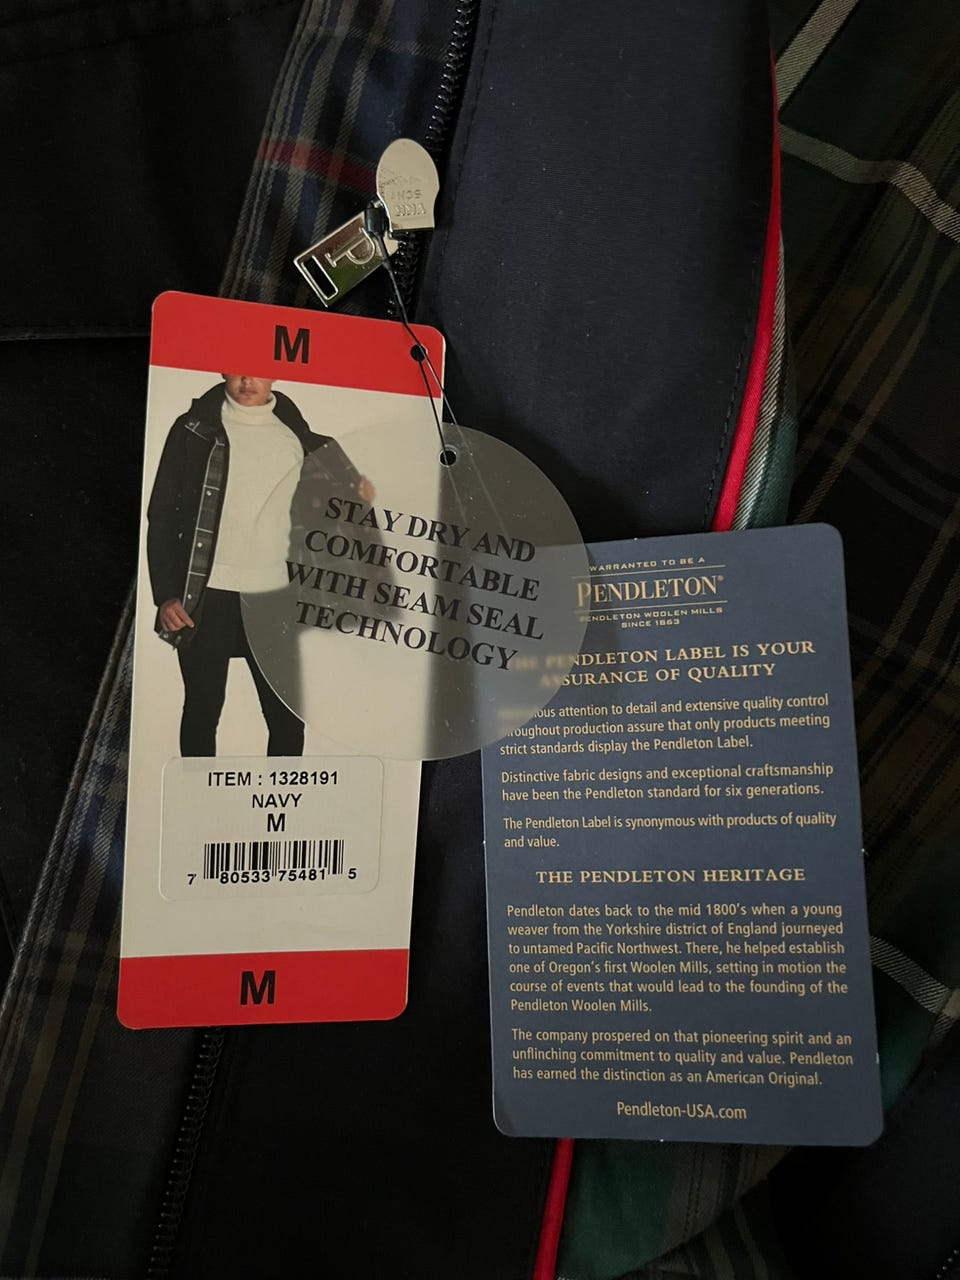 M
STAY DRY AND
COMFORTABLE
WITH SEAM SEAL
TECHNOLOGY
ITEM : 1328191
NAVY
M
7 80533 75481 5
M
P
WARRANTED TO BE A
PENDLETON®
PENDLETON WOOLEN MILLS
SINCE 1863
PENDLETON LABEL IS YOUR
ASSURANCE OF QUALITY
attention to detail and extensive quality control
throughout production assure that only products meeting
strict standards display the Pendleton Label.
Distinctive fabric designs and exceptional craftsmanship
have been the Pendleton standard for six generations.
The Pendleton Label is synonymous with products of quality
and value.
THE PENDLETON HERITAGE
Pendleton dates back to the mid 1800's when a young
weaver from the Yorkshire district of England journeyed
to untamed Pacific Northwest. There, he helped establish
one of Oregon's first Woolen Mills, setting in motion the
course of events that would lead to the founding of the
Pendleton Woolen Mills.
The company prospered on that pioneering spirit and an
unflinching commitment to quality and value. Pendleton
has earned the distinction as an American Original.
Pendleton-USA.com